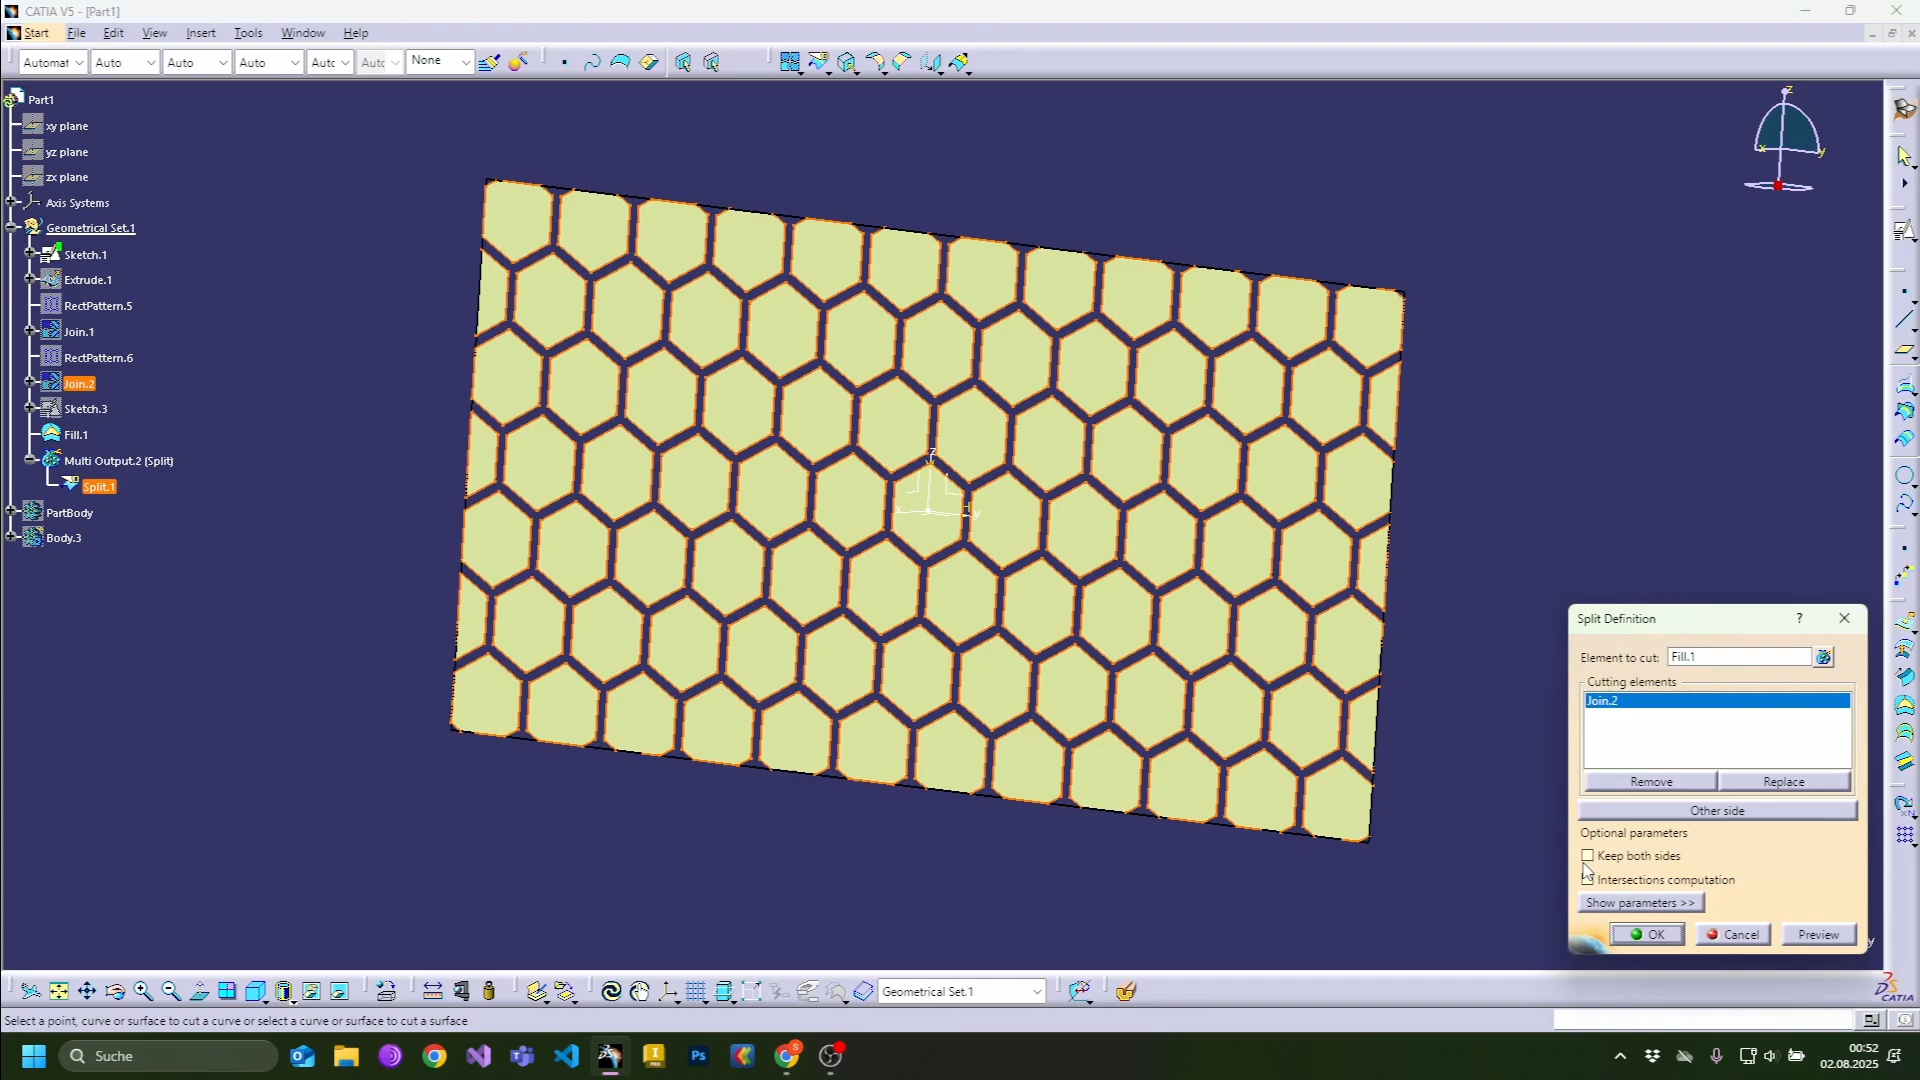 CATIA V5 - [Part1]
Start File Edit View Insert Tools Window Help
Automat Auto Auto Auto Autc Autc None
Part1
xy plane
yz plane
zx plane
Axis Systems
Geometrical Set.1
Sketch.1
Extrude.1
RectPattern.5
Join.1
RectPattern.6
Join.2
Sketch.3
Fill.1
Multi Output.2 (Split)
Split.1
PartBody
Body.3
z
x
y
z
x
H
y
Split Definition ?
Element to cut: Fill.1
Cutting elements
Join.2
Remove Replace
Other side
Optional parameters
Keep both sides
Intersections computation
Show parameters >>
OK Cancel Preview
y
Geometrical Set.1
CATIA
Select a point, curve or surface to cut a curve or select a curve or surface to cut a surface
Suche
Ps
00:52
02.08.2025